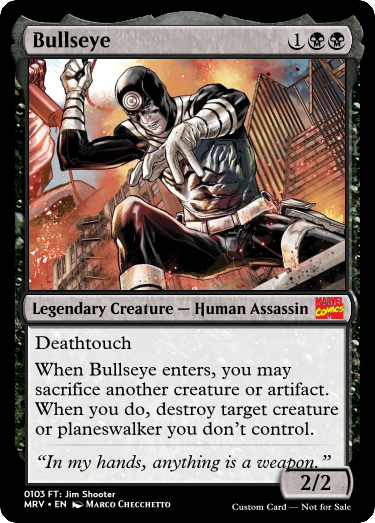 Bullseye 1
Legendary Creature — Human Assassin MARVEL COMICS
Deathtouch
When Bullseye enters, you may
sacrifice another creature or artifact.
When you do, destroy target creature
or planeswalker you don’t control.
“In my hands, anything is a weapon.”
2/2
0103 FT: Jim Shooter
MRV • EN Marco Checchetto Custom Card — Not for Sale